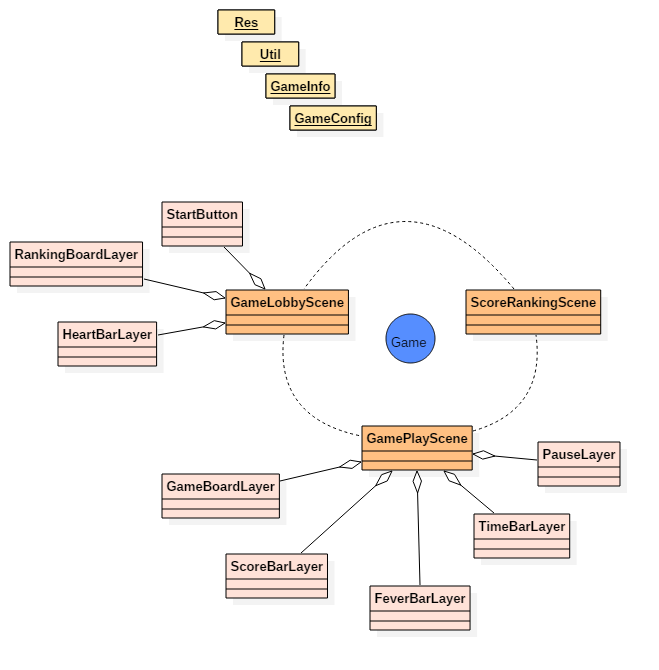 Res
Util
GameInfo
GameConfig
StartButton
RankingBoardLayer
GameLobbyScene
ScoreRankingScene
HeartBarLayer
Game
GamePlayScene
PauseLayer
GameBoardLayer
TimeBarLayer
ScoreBarLayer
FeverBarLayer